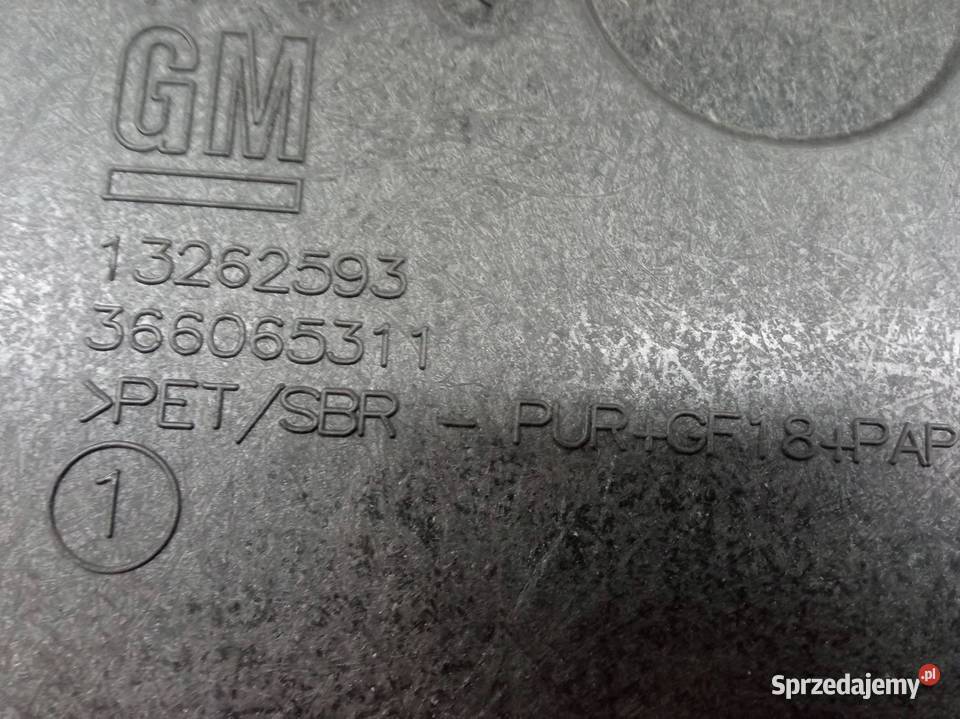 GM
13262593
366065311
>PET/SBR - PUR+GF18+PAP
1
Sprzedajemy.pl